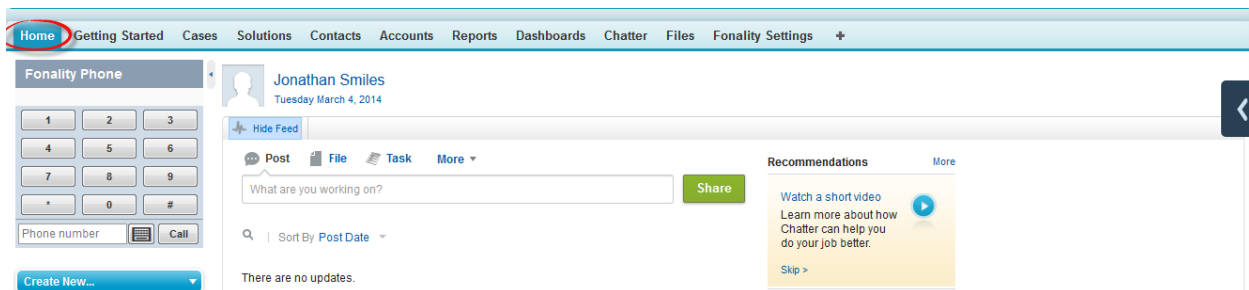 Home Getting Started Cases Solutions Contacts Accounts Reports Dashboards Chatter Files Fonality Settings +
Fonality Phone
1 2 3
4 5 6
7 8 9
* 0 #
Phone number Call
Create New...
Jonathan Smiles
Tuesday March 4, 2014
Hide Feed
Post File Task More
What are you working on? Share
Sort By Post Date
There are no updates.
Recommendations More
Watch a short video
Learn more about how
Chatter can help you
do your job better.
Skip >